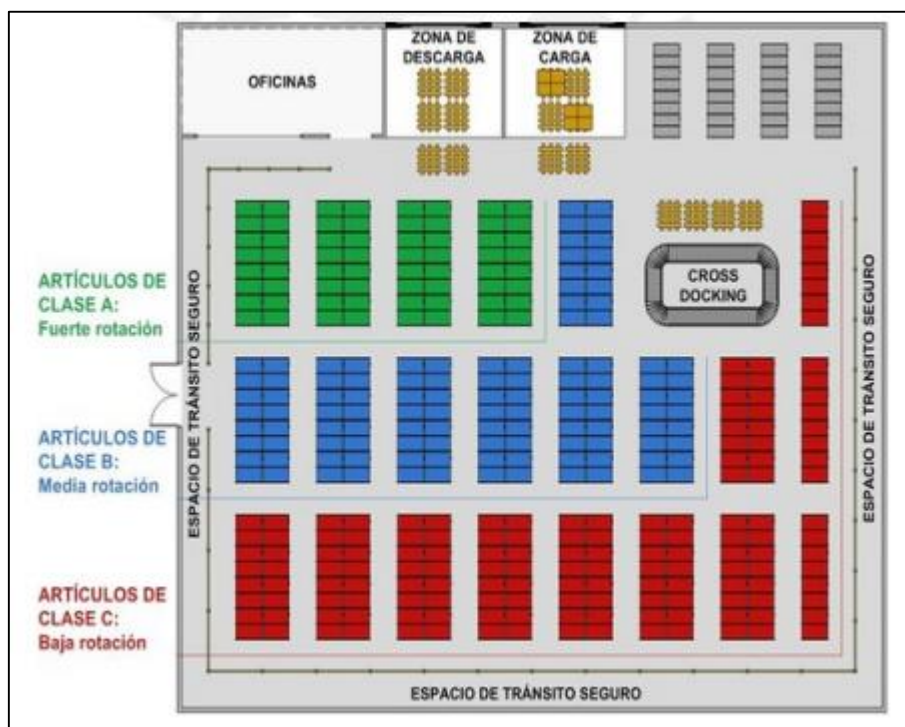 ZONA DE
DESCARGA
ZONA DE
CARGA
OFICINAS
CROSS
DOCKING
ARTÍCULOS DE
CLASE A:
Fuerte rotación
ARTÍCULOS DE
CLASE B:
Media rotación
ARTÍCULOS DE
CLASE C:
Baja rotación
ESPACIO DE TRÁNSITO SEGURO
ESPACIO DE TRÁNSITO SEGURO
ESPACIO DE TRÁNSITO SEGURO